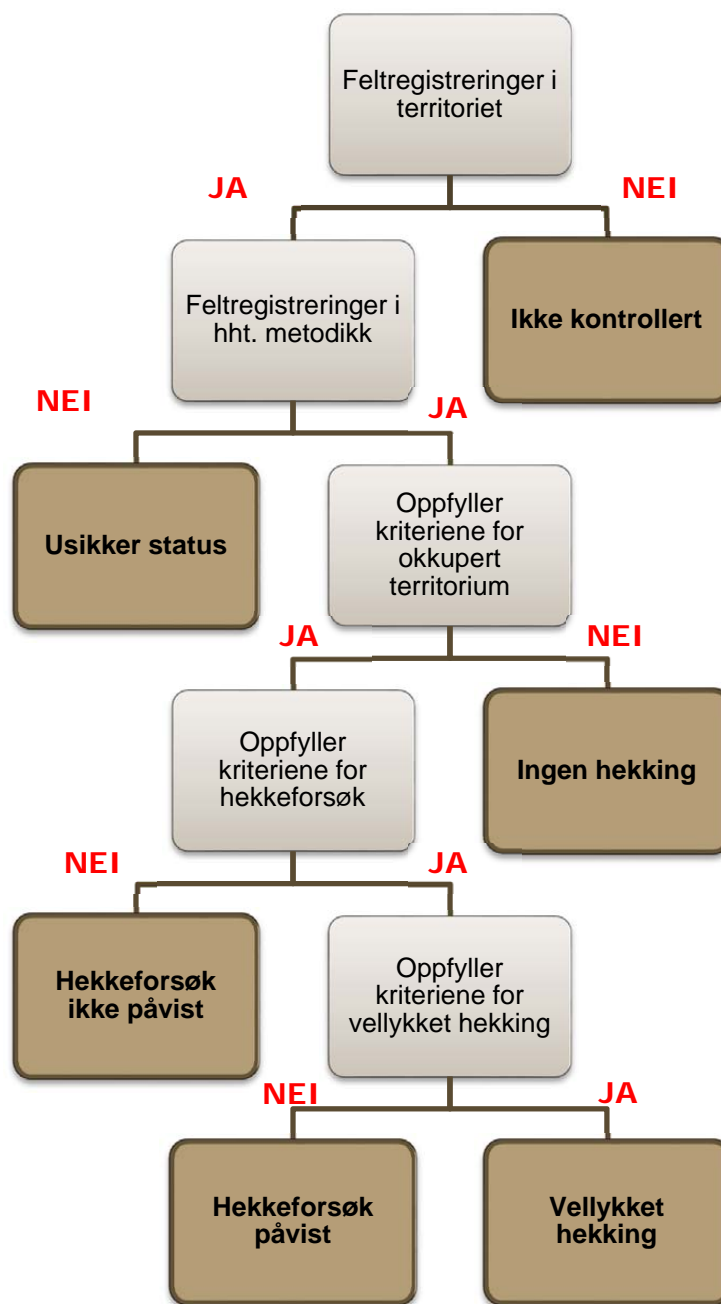 Feltregistreringer i
territoriet
JA
NEI
Feltregistreringer i
hht. metodikk
Ikke kontrollert
NEI
JA
Usikker status
Oppfyller
kriteriene for
okkupert
territorium
JA
NEI
Oppfyller
kriteriene for
hekkeforsøk
Ingen hekking
NEI
JA
Hekkeforsøk
ikke påvist
Oppfyller
kriteriene for
vellykket hekking
NEI
JA
Hekkeforsøk
påvist
Vellykket
hekking